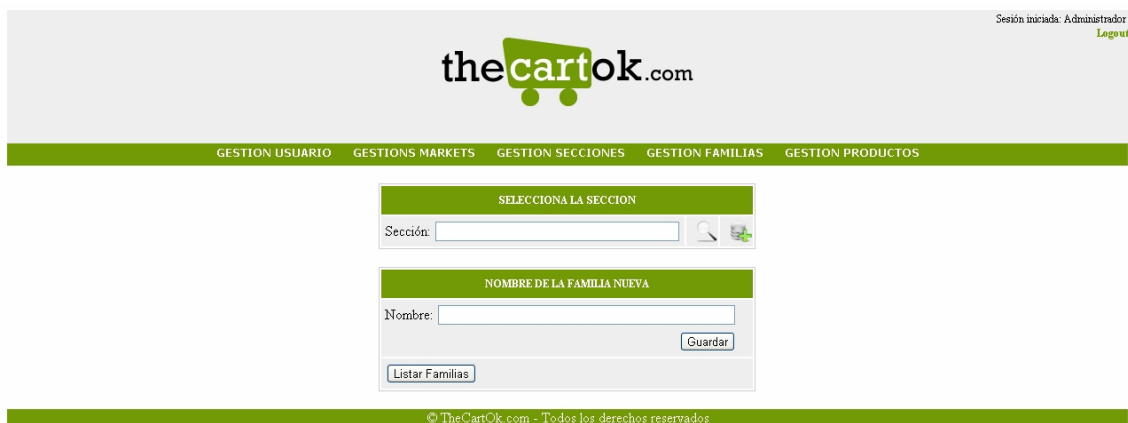 Sesión iniciada: Administrador
Logout
thecartok.com
GESTION USUARIO GESTIONS MARKETS GESTION SECCIONES GESTION FAMILIAS GESTION PRODUCTOS
SELECCIONA LA SECCION
Sección:
NOMBRE DE LA FAMILIA NUEVA
Nombre:
Guardar
Listar Familias
© TheCartOk.com - Todos los derechos reservados